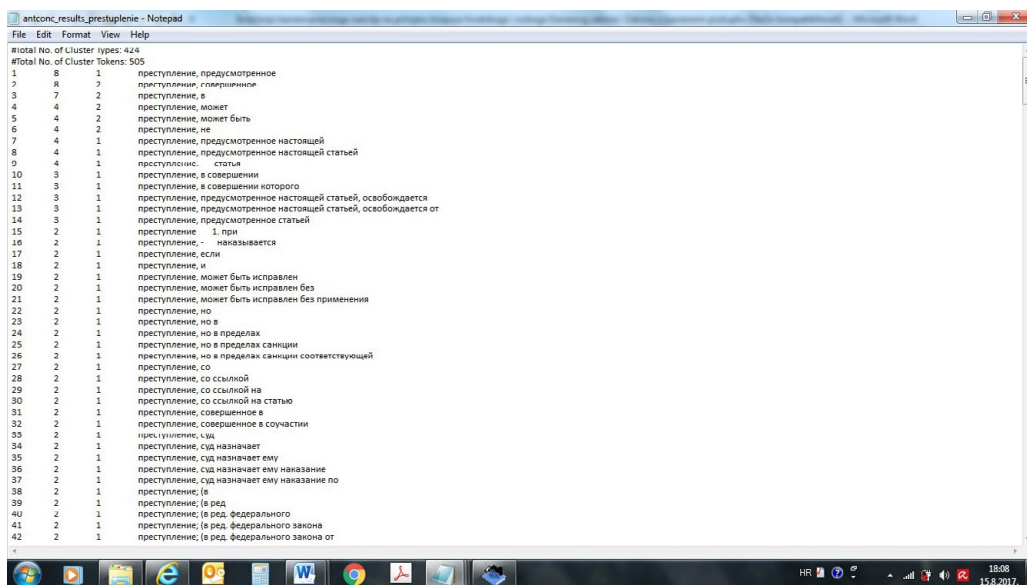 antconc_results_prestuplenie - Notepad
File Edit Format View Help
#Total No. of Cluster Types: 424
#Total No. of Cluster Tokens: 505
1 8 1 преступление, предусмотренное
2 8 2 преступление, совершенное
3 7 2 преступление, в
4 4 2 преступление, может
5 4 2 преступление, может быть
6 4 2 преступление, не
7 4 1 преступление, предусмотренное настоящей
8 4 1 преступление, предусмотренное настоящей статьей
9 4 1 преступление. статья
10 3 1 преступление, в совершении
11 3 1 преступление, в совершении которого
12 3 1 преступление, предусмотренное настоящей статьей, освобождается
13 3 1 преступление, предусмотренное настоящей статьей, освобождается от
14 3 1 преступление, предусмотренное статьей
15 2 1 преступление 1. при
16 2 1 преступление, - наказывается
17 2 1 преступление, если
18 2 1 преступление, и
19 2 1 преступление, может быть исправлен
20 2 1 преступление, может быть исправлен без
21 2 1 преступление, может быть исправлен без применения
22 2 1 преступление, но
23 2 1 преступление, но в
24 2 1 преступление, но в пределах
25 2 1 преступление, но в пределах санкции
26 2 1 преступление, но в пределах санкции соответствующей
27 2 1 преступление, со
28 2 1 преступление, со ссылкой
29 2 1 преступление, со ссылкой на
30 2 1 преступление, со ссылкой на статью
31 2 1 преступление, совершенное в
32 2 1 преступление, совершенное в соучастии
33 2 1 преступление, суд
34 2 1 преступление, суд назначает
35 2 1 преступление, суд назначает ему
36 2 1 преступление, суд назначает ему наказание
37 2 1 преступление, суд назначает ему наказание по
38 2 1 преступление; (в
39 2 1 преступление; (в ред
40 2 1 преступление; (в ред. федерального
41 2 1 преступление; (в ред. федерального закона
42 2 1 преступление; (в ред. федерального закона от
HR
18:08
15.8.2017